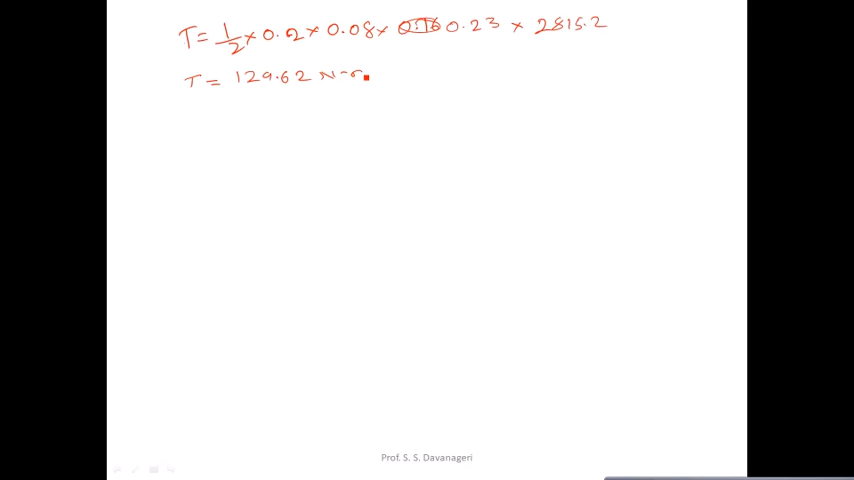 T = 1/2 × 0.2 × 0.08 × 0.23 × 2815.2
T = 129.62 N-
Prof. S. S. Davanageri